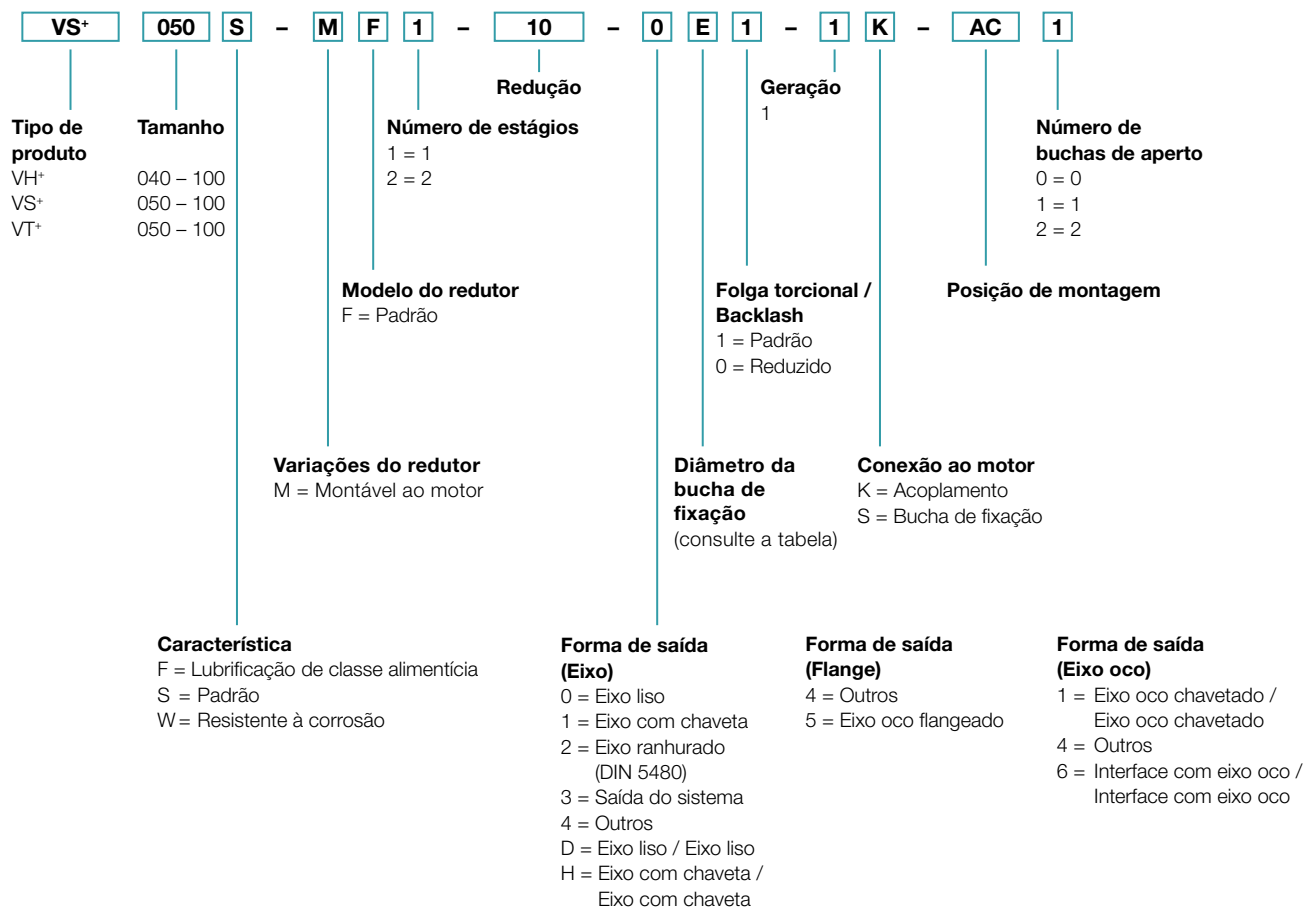 VS⁺ 050 S – M F 1 – 10 – 0 E 1 – 1 K – AC 1
Redução
Geração
1
Tipo de
produto
VH⁺
VS⁺
VT⁺
Tamanho
040 – 100
050 – 100
050 – 100
Número de estágios
1 = 1
2 = 2
Número de
buchas de aperto
0 = 0
1 = 1
2 = 2
Modelo do redutor
F = Padrão
Folga torcional /
Backlash
1 = Padrão
0 = Reduzido
Posição de montagem
Variações do redutor
M = Montável ao motor
Diâmetro da
bucha de
fixação
(consulte a tabela)
Conexão ao motor
K = Acoplamento
S = Bucha de fixação
Característica
F = Lubrificação de classe alimentícia
S = Padrão
W = Resistente à corrosão
Forma de saída
(Eixo)
0 = Eixo liso
1 = Eixo com chaveta
2 = Eixo ranhurado
(DIN 5480)
3 = Saída do sistema
4 = Outros
D = Eixo liso / Eixo liso
H = Eixo com chaveta /
Eixo com chaveta
Forma de saída
(Flange)
4 = Outros
5 = Eixo oco flangeado
Forma de saída
(Eixo oco)
1 = Eixo oco chavetado /
Eixo oco chavetado
4 = Outros
6 = Interface com eixo oco /
Interface com eixo oco